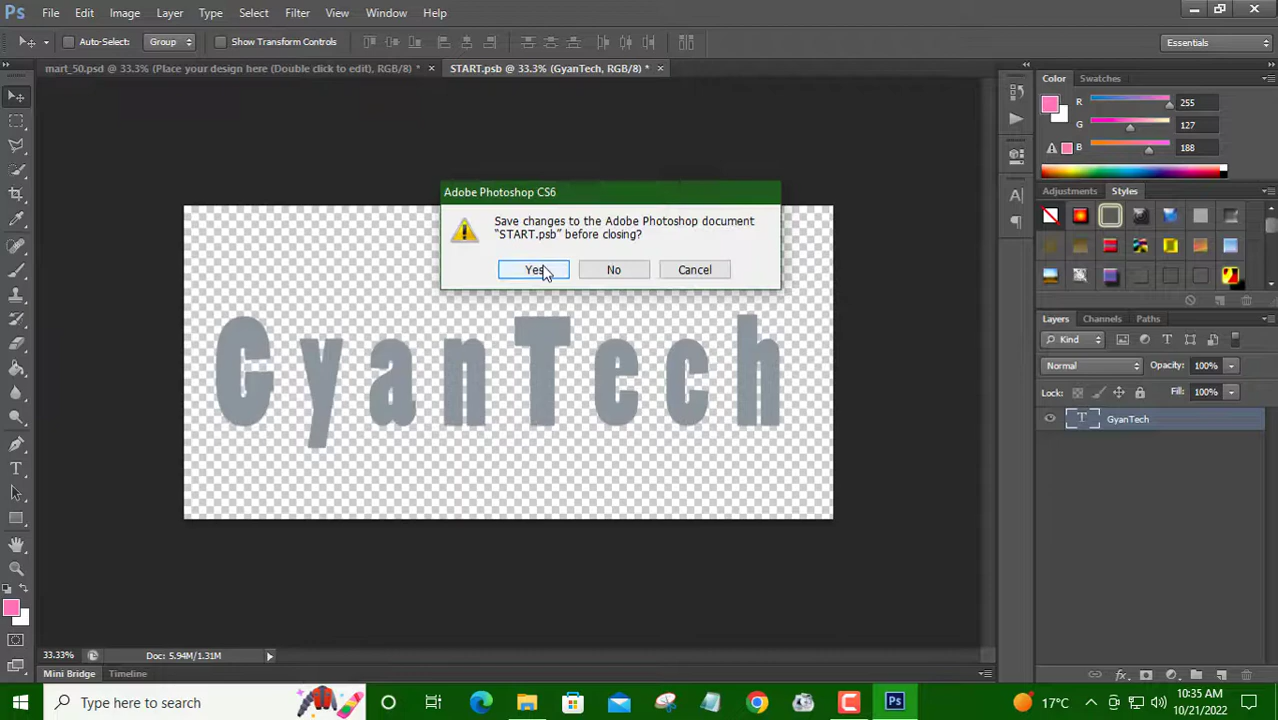 Ps File Edit Image Layer Type Select Filter View Window Help
Auto-Select: Group Show Transform Controls Essentials
mart_50.psd @ 33.3% (Place your design here (Double click to edit), RGB/8) * × START.psb @ 33.3% (GyanTech, RGB/8) * ×
Color Swatches
R 255
G 127
B 188
Adobe Photoshop CS6
Save changes to the Adobe Photoshop document
"START.psb" before closing?
Yes No Cancel
Adjustments Styles
GyanTech
Layers Channels Paths
Kind
Normal Opacity: 100%
Lock: Fill: 100%
T GyanTech
33.33% Doc: 5.94M/1.31M
Mini Bridge Timeline
Type here to search
Ps
17°C
10:35 AM
10/21/2022